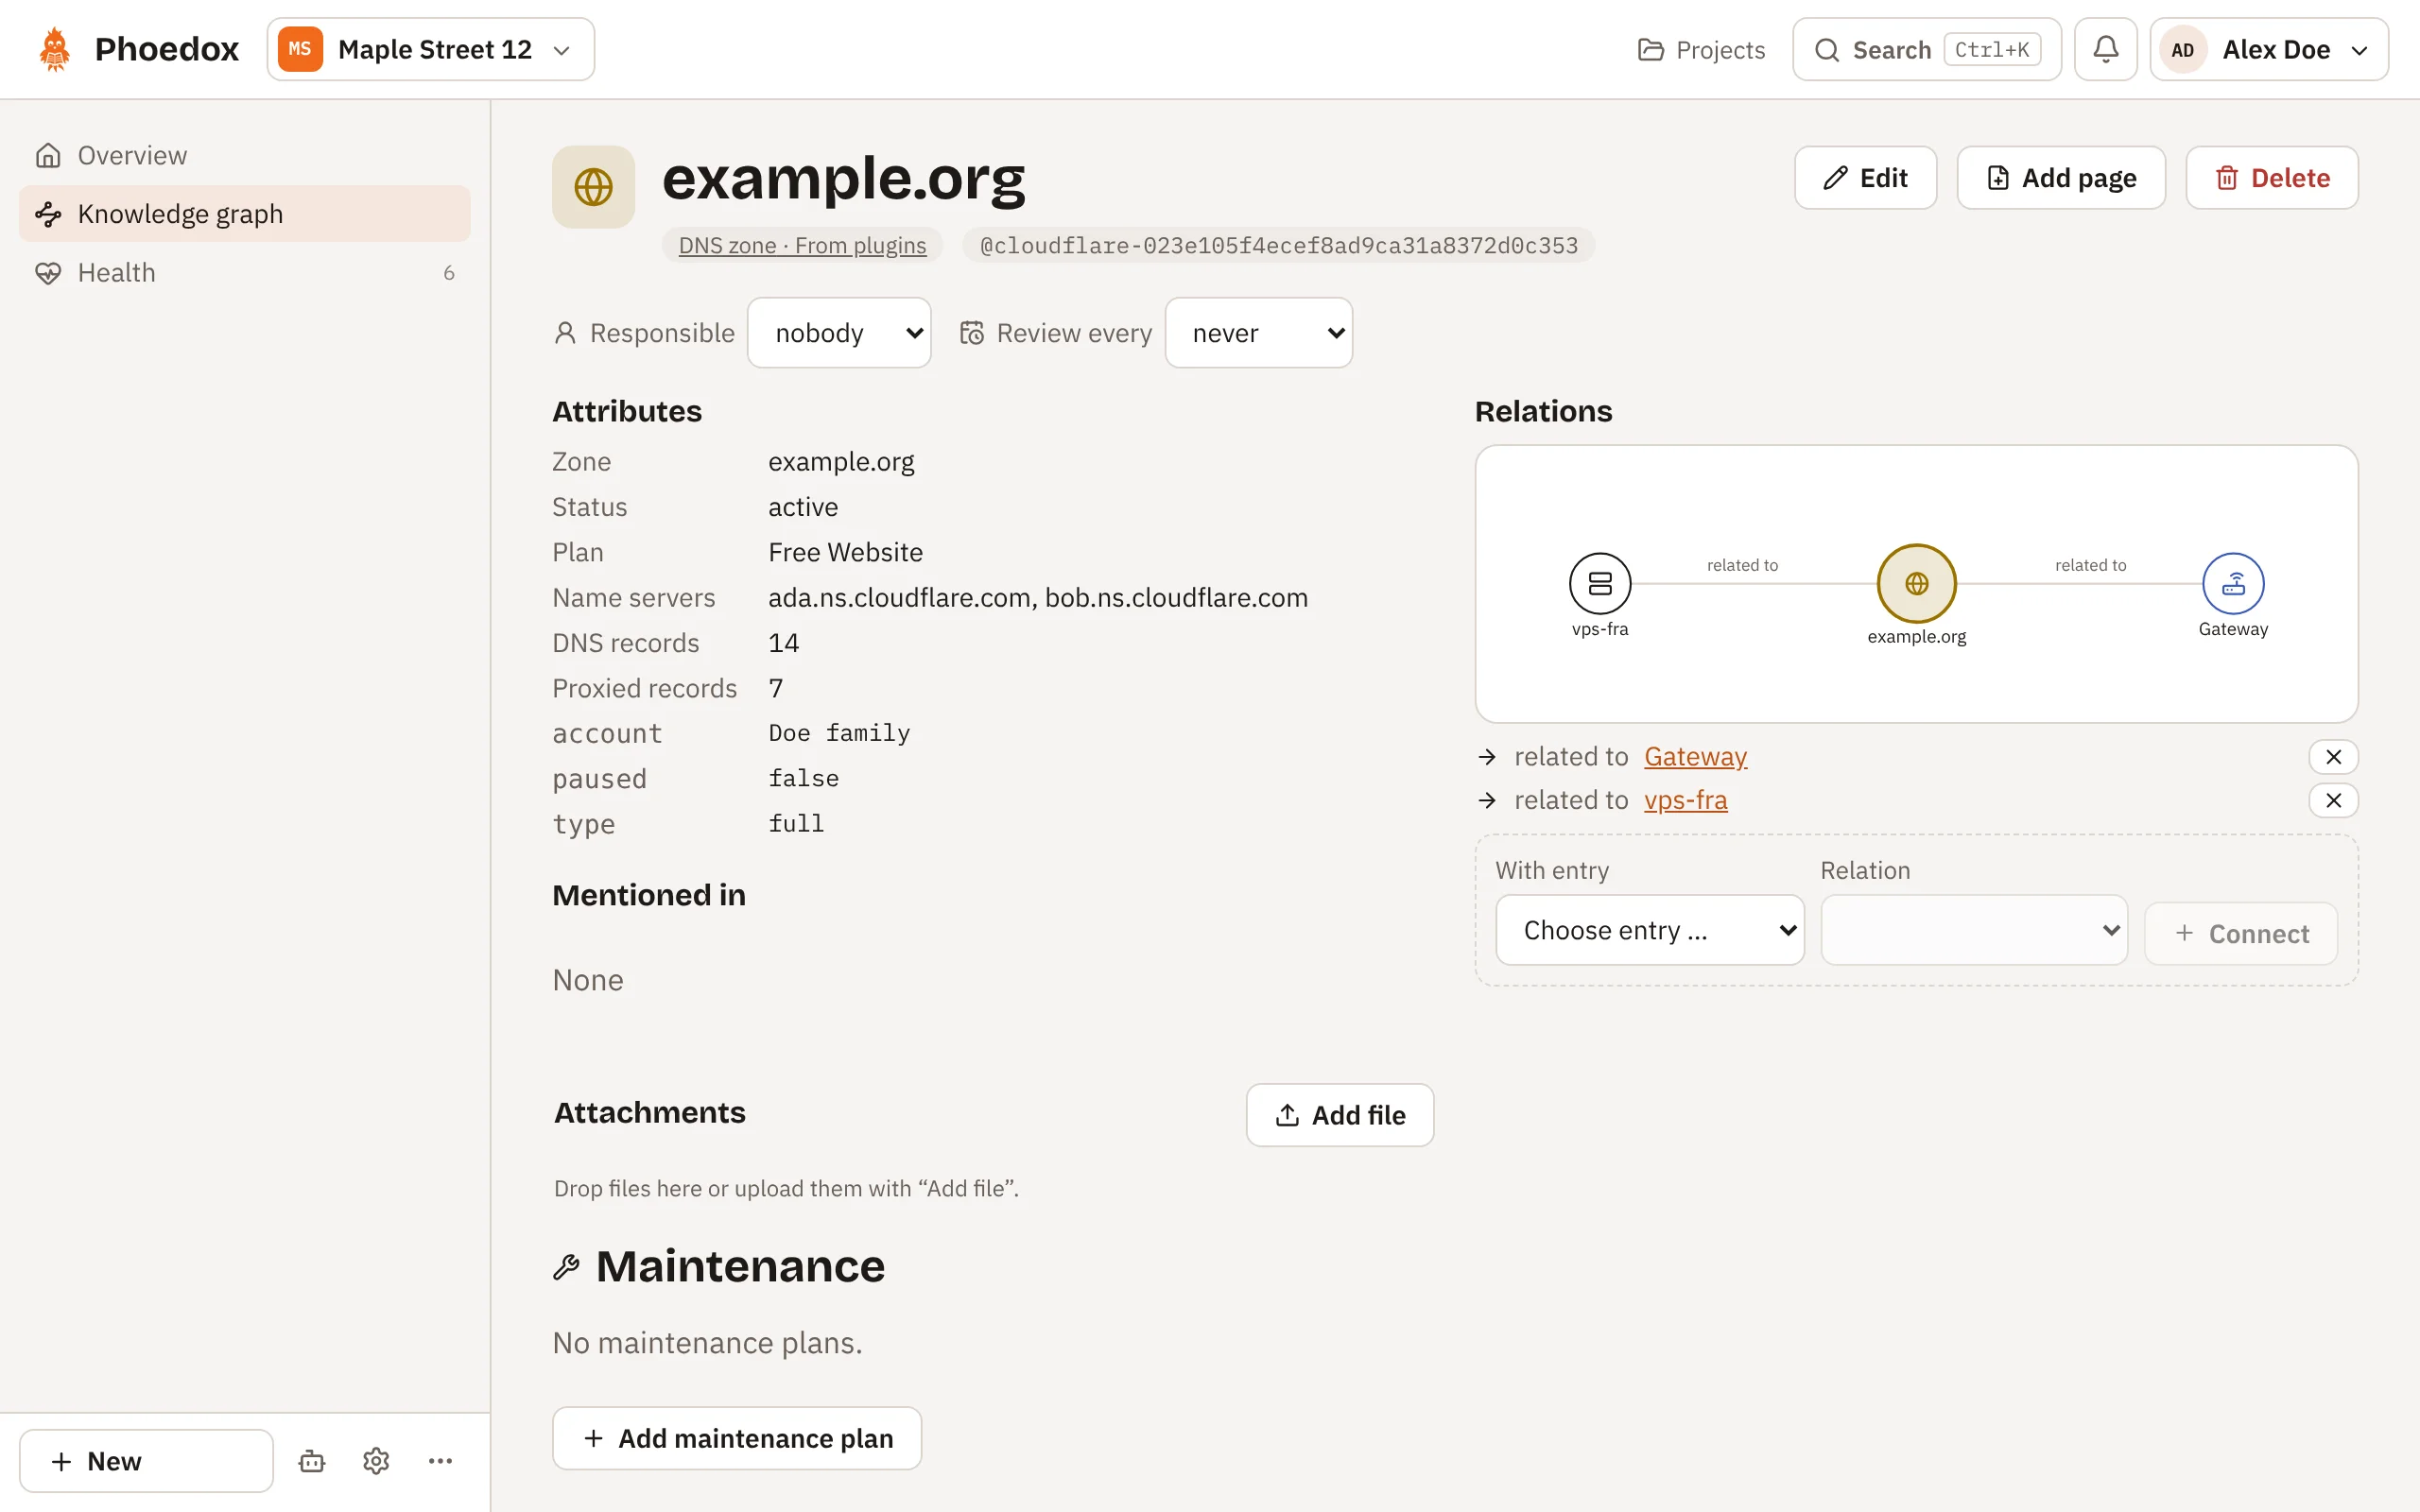 Phoedox
MS Maple Street 12
Projects
Search Ctrl+K
AD Alex Doe
Overview
Knowledge graph
Health 6
example.org
Edit
Add page
Delete
DNS zone · From plugins
@cloudflare-023e105f4ecef8ad9ca31a8372d0c353
Responsible nobody
Review every never
Attributes
Zone example.org
Status active
Plan Free Website
Name servers ada.ns.cloudflare.com, bob.ns.cloudflare.com
DNS records 14
Proxied records 7
account Doe family
paused false
type full
Mentioned in
None
Relations
related to
related to
vps-fra
example.org
Gateway
→ related to Gateway
→ related to vps-fra
With entry
Relation
Choose entry ...
+ Connect
Attachments
Add file
Drop files here or upload them with “Add file”.
Maintenance
No maintenance plans.
+ Add maintenance plan
+ New